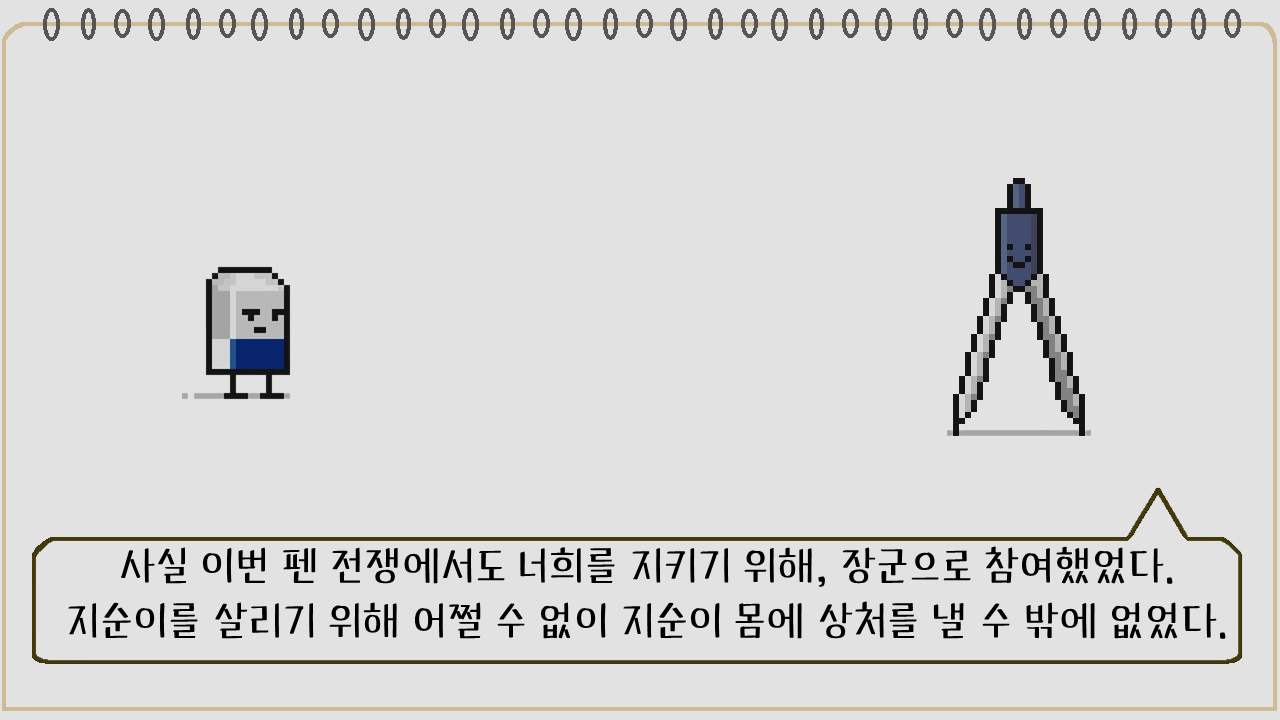 사실 이번 펜 전쟁에서도 너희를 지키기 위해, 장군으로 참여했었다.
지순이를 살리기 위해 어쩔 수 없이 지순이 몸에 상처를 낼 수 밖에 없었다.